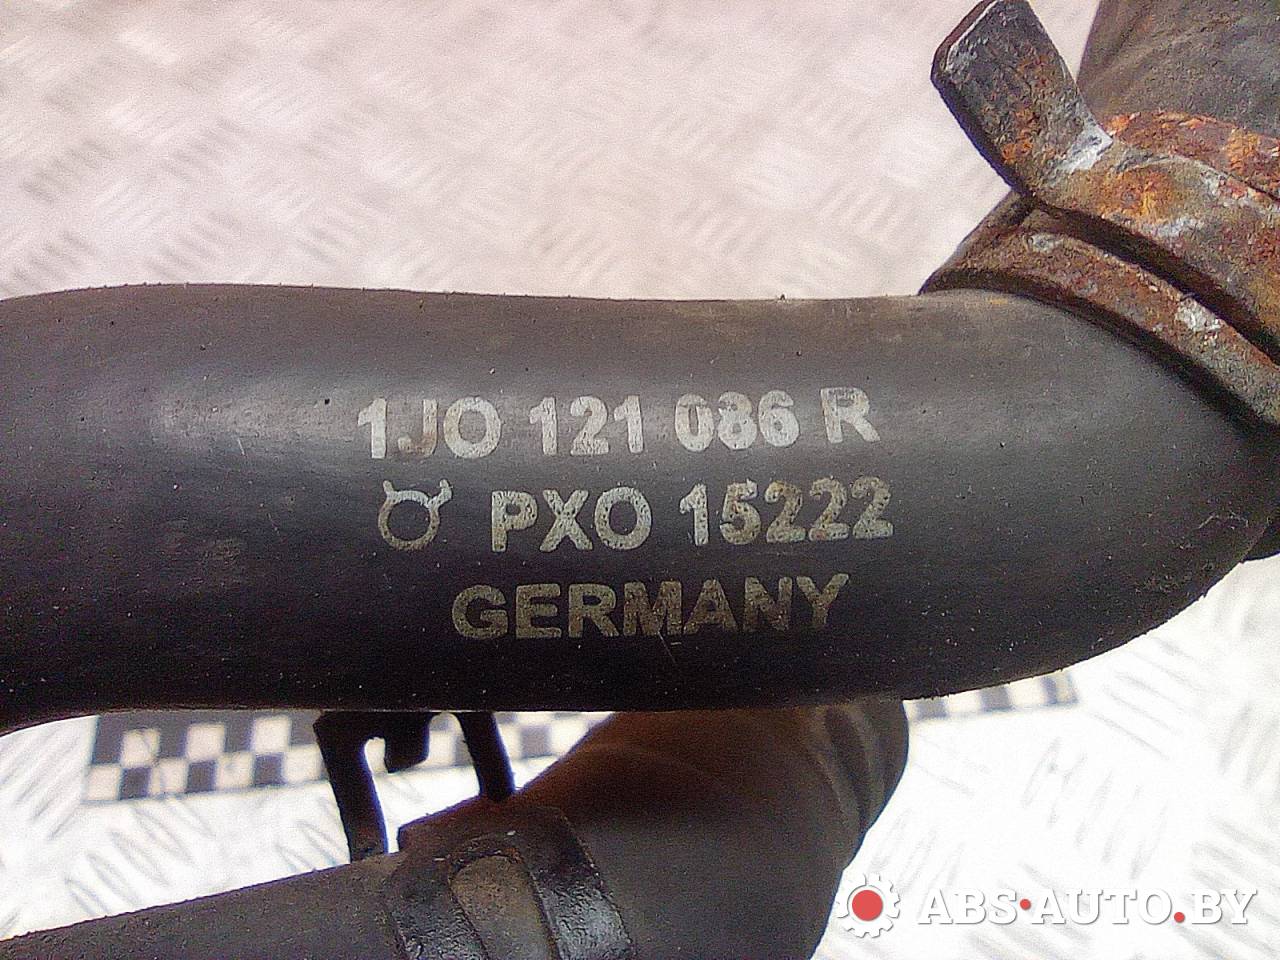 1JO 121 086 R
PXO 15222
GERMANY
ABS-AUTO.BY